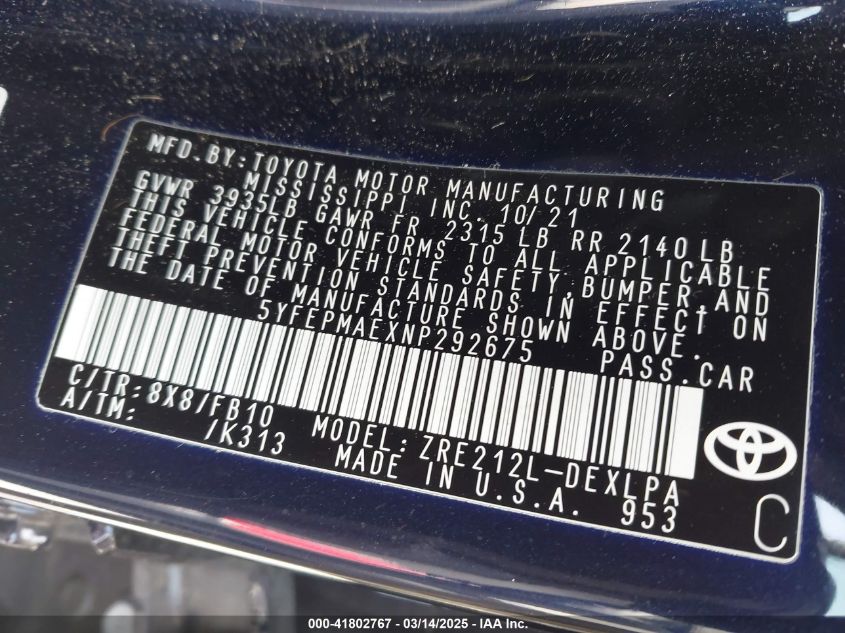 MFD.BY:TOYOTA MOTOR MANUFACTURING
MISSISSIPPI INC. 10/21
GVWR 3935LB GAWR FR 2315 LB RR 2140 LB
THIS VEHICLE CONFORMS TO ALL APPLICABLE
FEDERAL MOTOR VEHICLE SAFETY,BUMPER,AND
THEFT PREVENTION STANDARDS IN EFFECT ON
THE DATE OF MANUFACTURE SHOWN ABOVE.
5YFEPMAEXNP292675 PASS.CAR
C/TR:8X8/FB10 MODEL:ZRE212L-DEXLPA
A/TM: /K313 MADE IN U.S.A. 953
C
000-41802767 — 03/14/2025 — IAA, Inc.